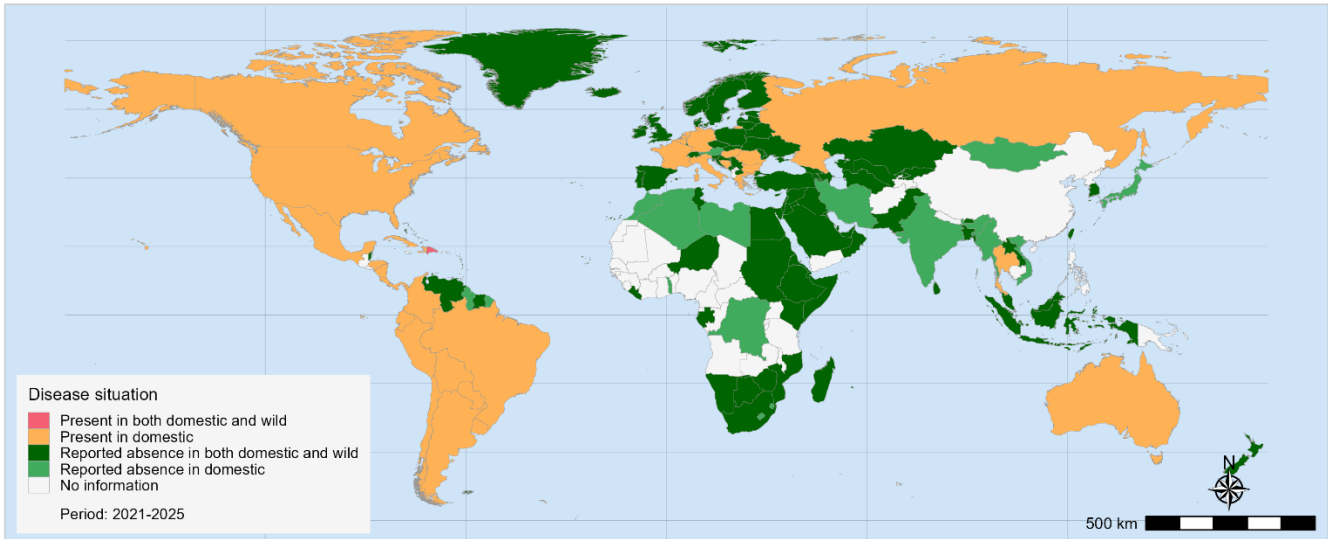 Disease situation
Present in both domestic and wild
Present in domestic
Reported absence in both domestic and wild
Reported absence in domestic
No information
Period: 2021-2025
N
500 km